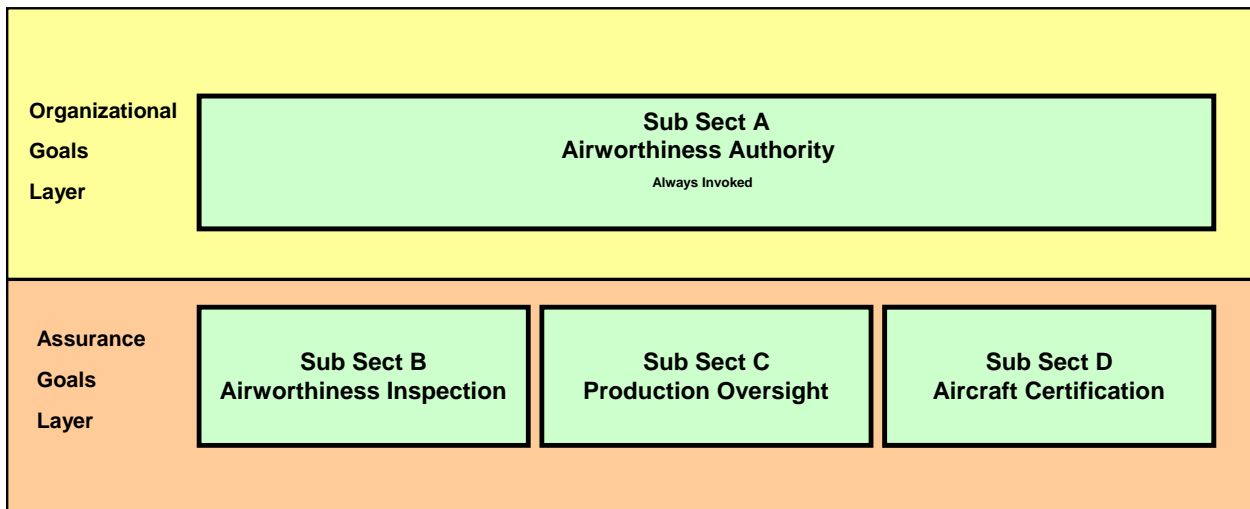 Organizational
Goals
Layer
Sub Sect A
Airworthiness Authority
Always Invoked
Assurance
Goals
Layer
Sub Sect B
Airworthiness Inspection
Sub Sect C
Production Oversight
Sub Sect D
Aircraft Certification